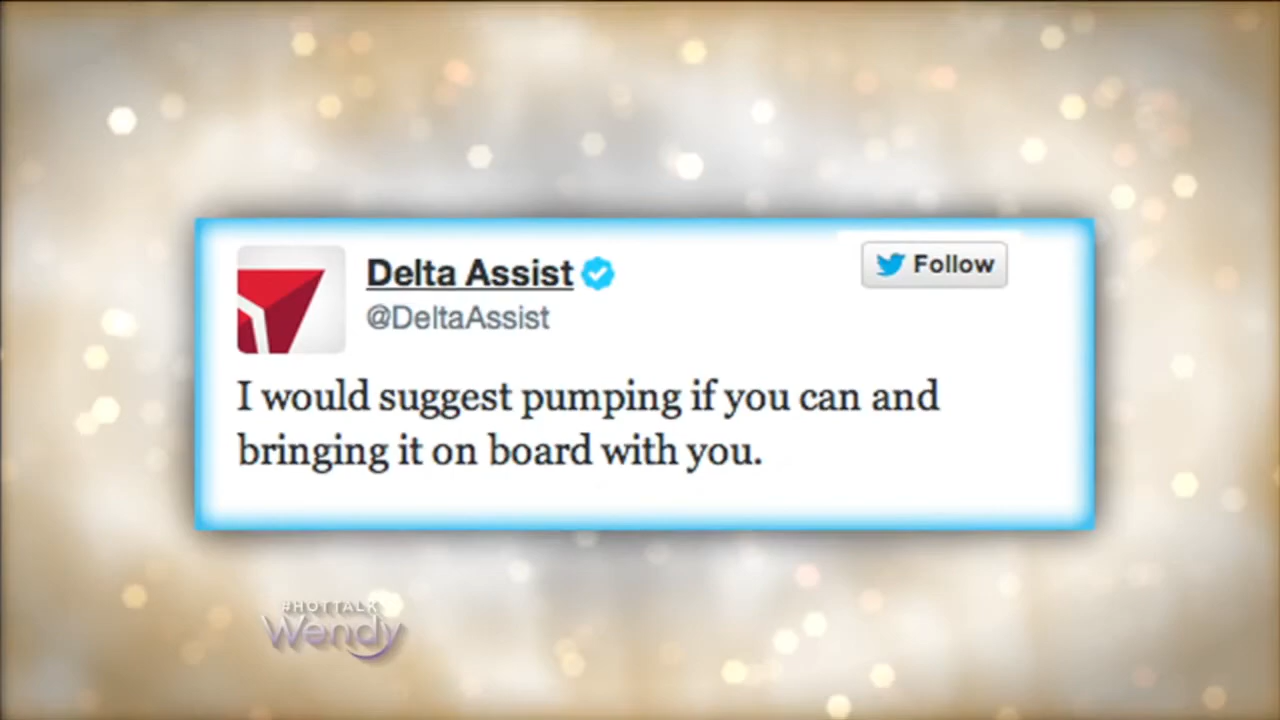 Delta Assist
@DeltaAssist
Follow
I would suggest pumping if you can and
bringing it on board with you.
#HOTTALK
Wendy